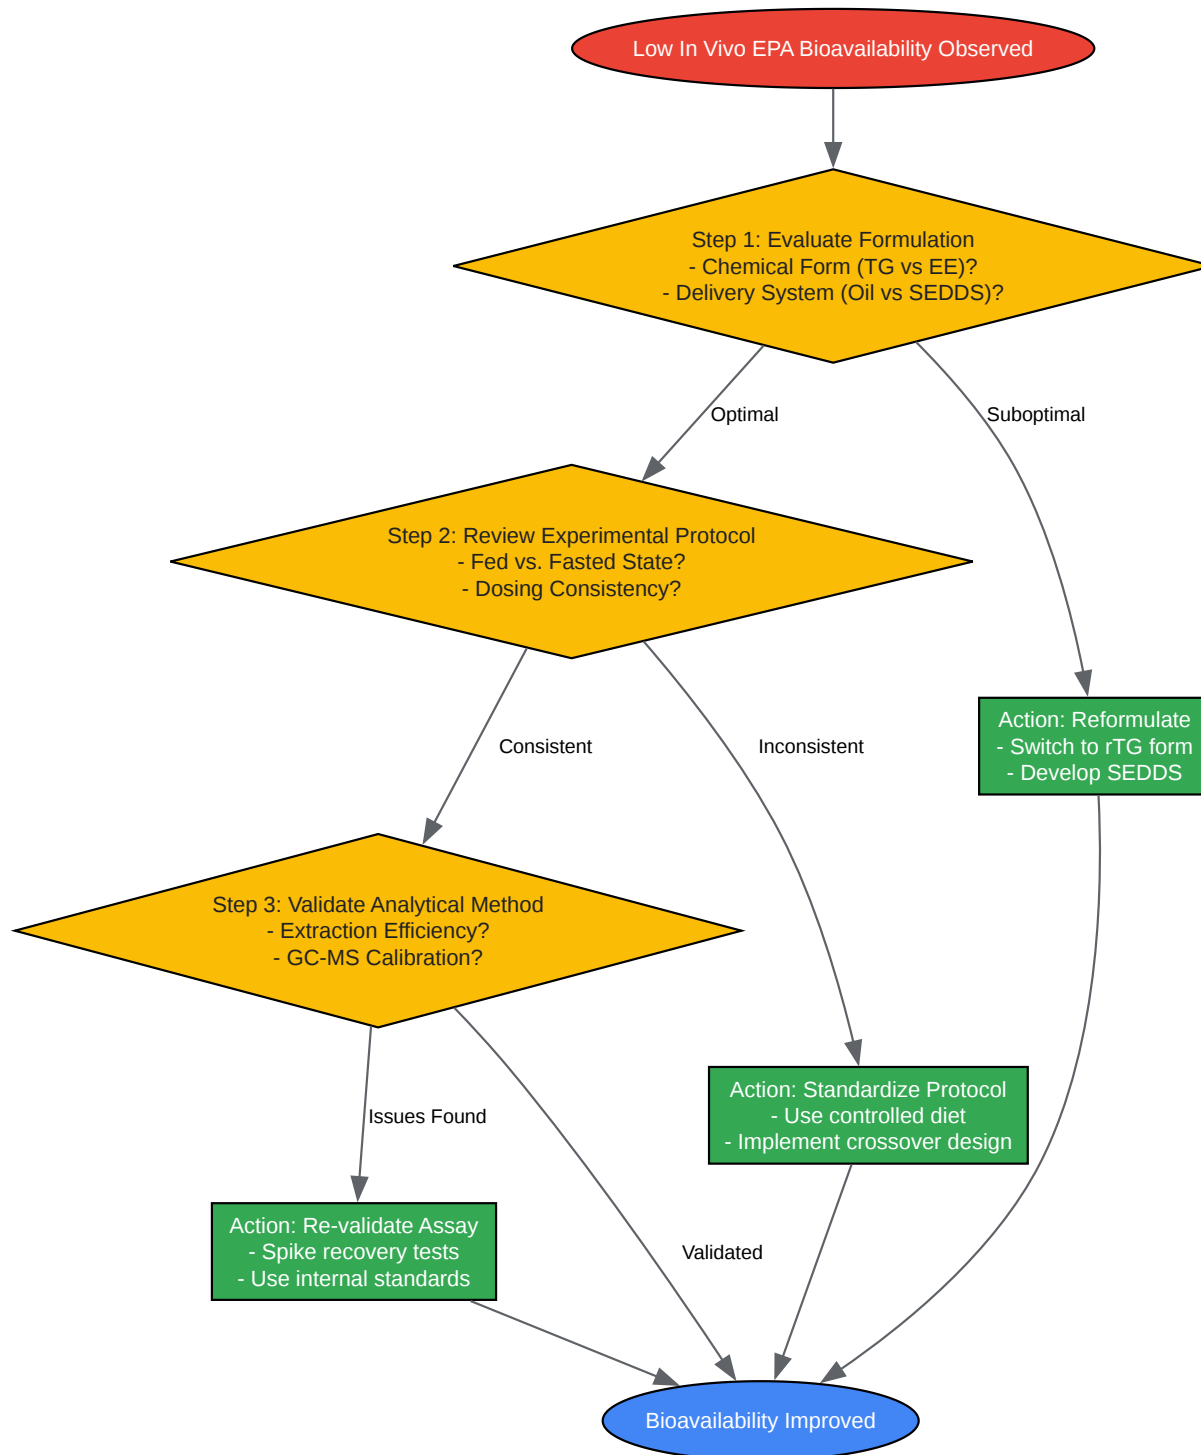 Low In Vivo EPA Bioavailability Observed
Step 1: Evaluate Formulation
- Chemical Form (TG vs EE)?
- Delivery System (Oil vs SEDDS)?
Optimal
Suboptimal
Step 2: Review Experimental Protocol
- Fed vs. Fasted State?
- Dosing Consistency?
Action: Reformulate
- Switch to rTG form
- Develop SEDDS
Consistent
Inconsistent
Step 3: Validate Analytical Method
- Extraction Efficiency?
- GC-MS Calibration?
Action: Standardize Protocol
- Use controlled diet
- Implement crossover design
Issues Found
Action: Re-validate Assay
- Spike recovery tests
- Use internal standards
Validated
Bioavailability Improved